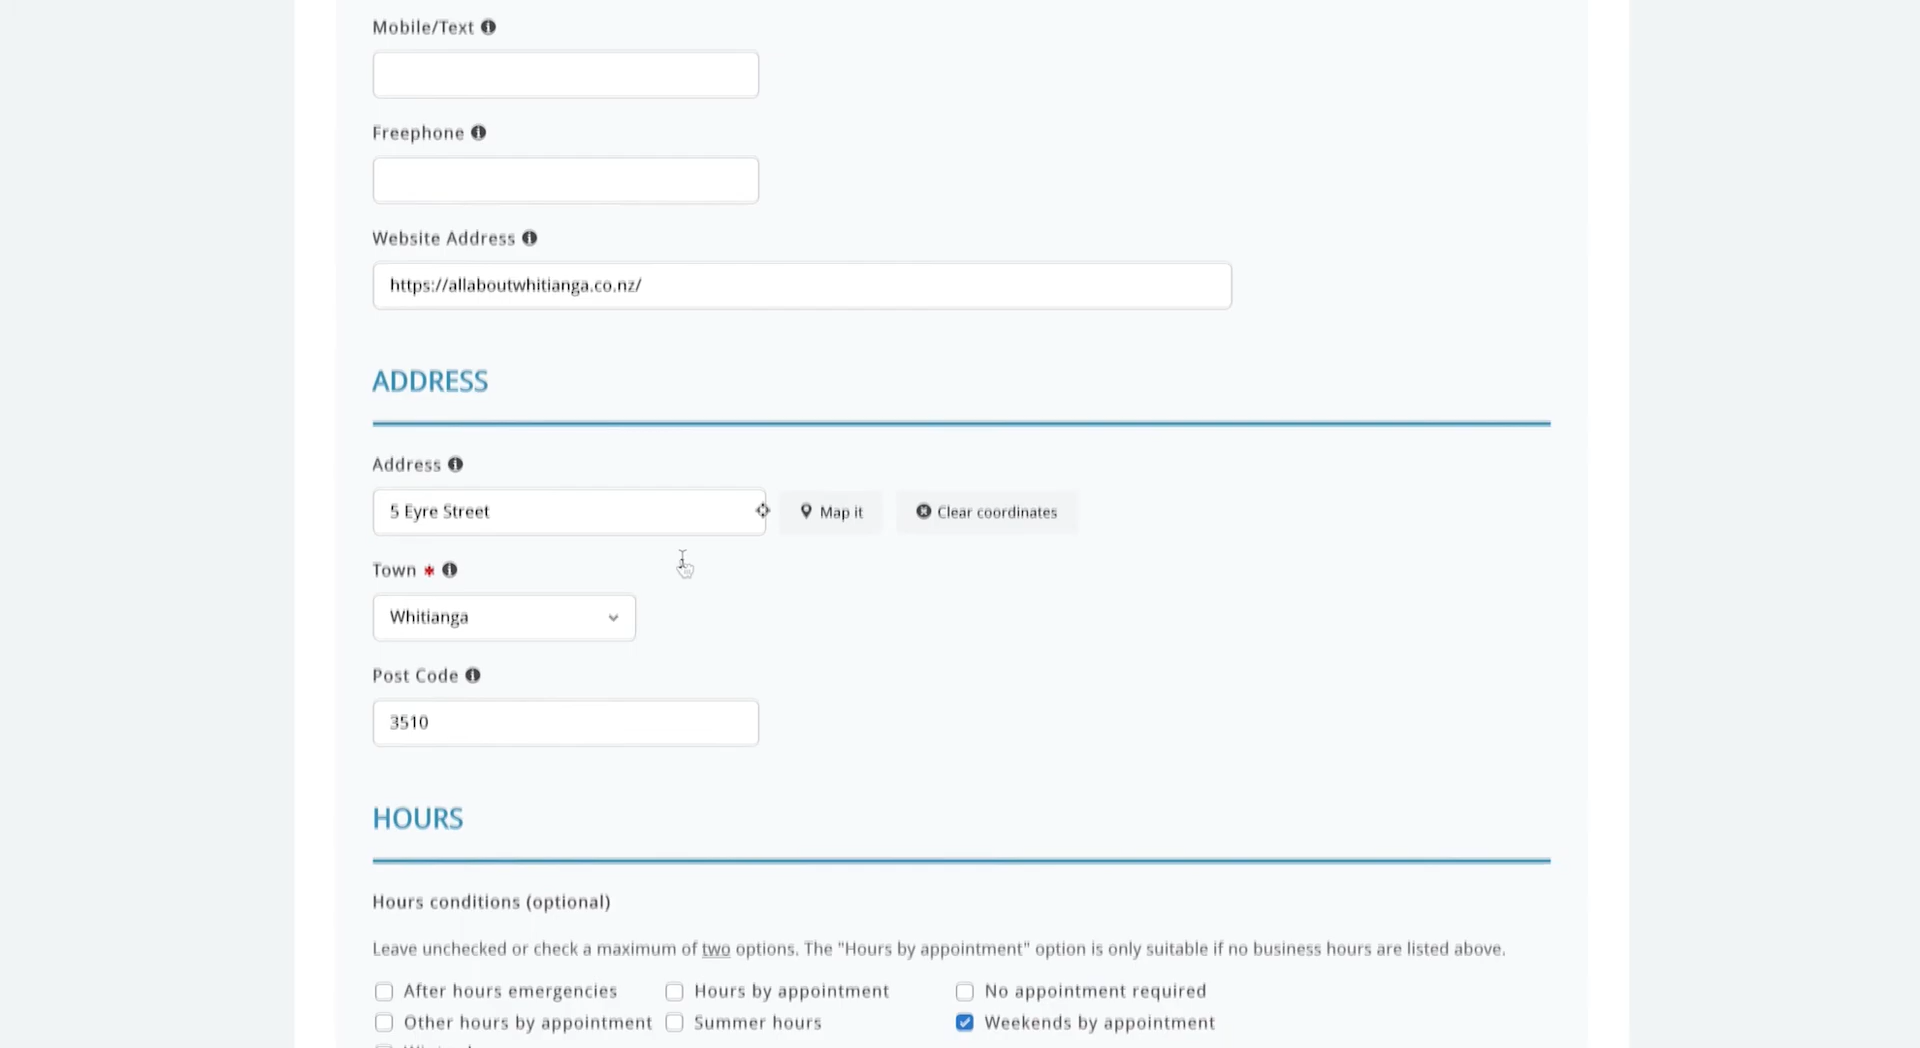 Mobile/Text
Freephone
Website Address
https://allaboutwhitianga.co.nz/
ADDRESS
Address
5 Eyre Street
Map it
Clear coordinates
Town *
Whitianga
Post Code
3510
HOURS
Hours conditions (optional)
Leave unchecked or check a maximum of two options. The "Hours by appointment" option is only suitable if no business hours are listed above.
After hours emergencies
Hours by appointment
No appointment required
Other hours by appointment
Summer hours
Weekends by appointment